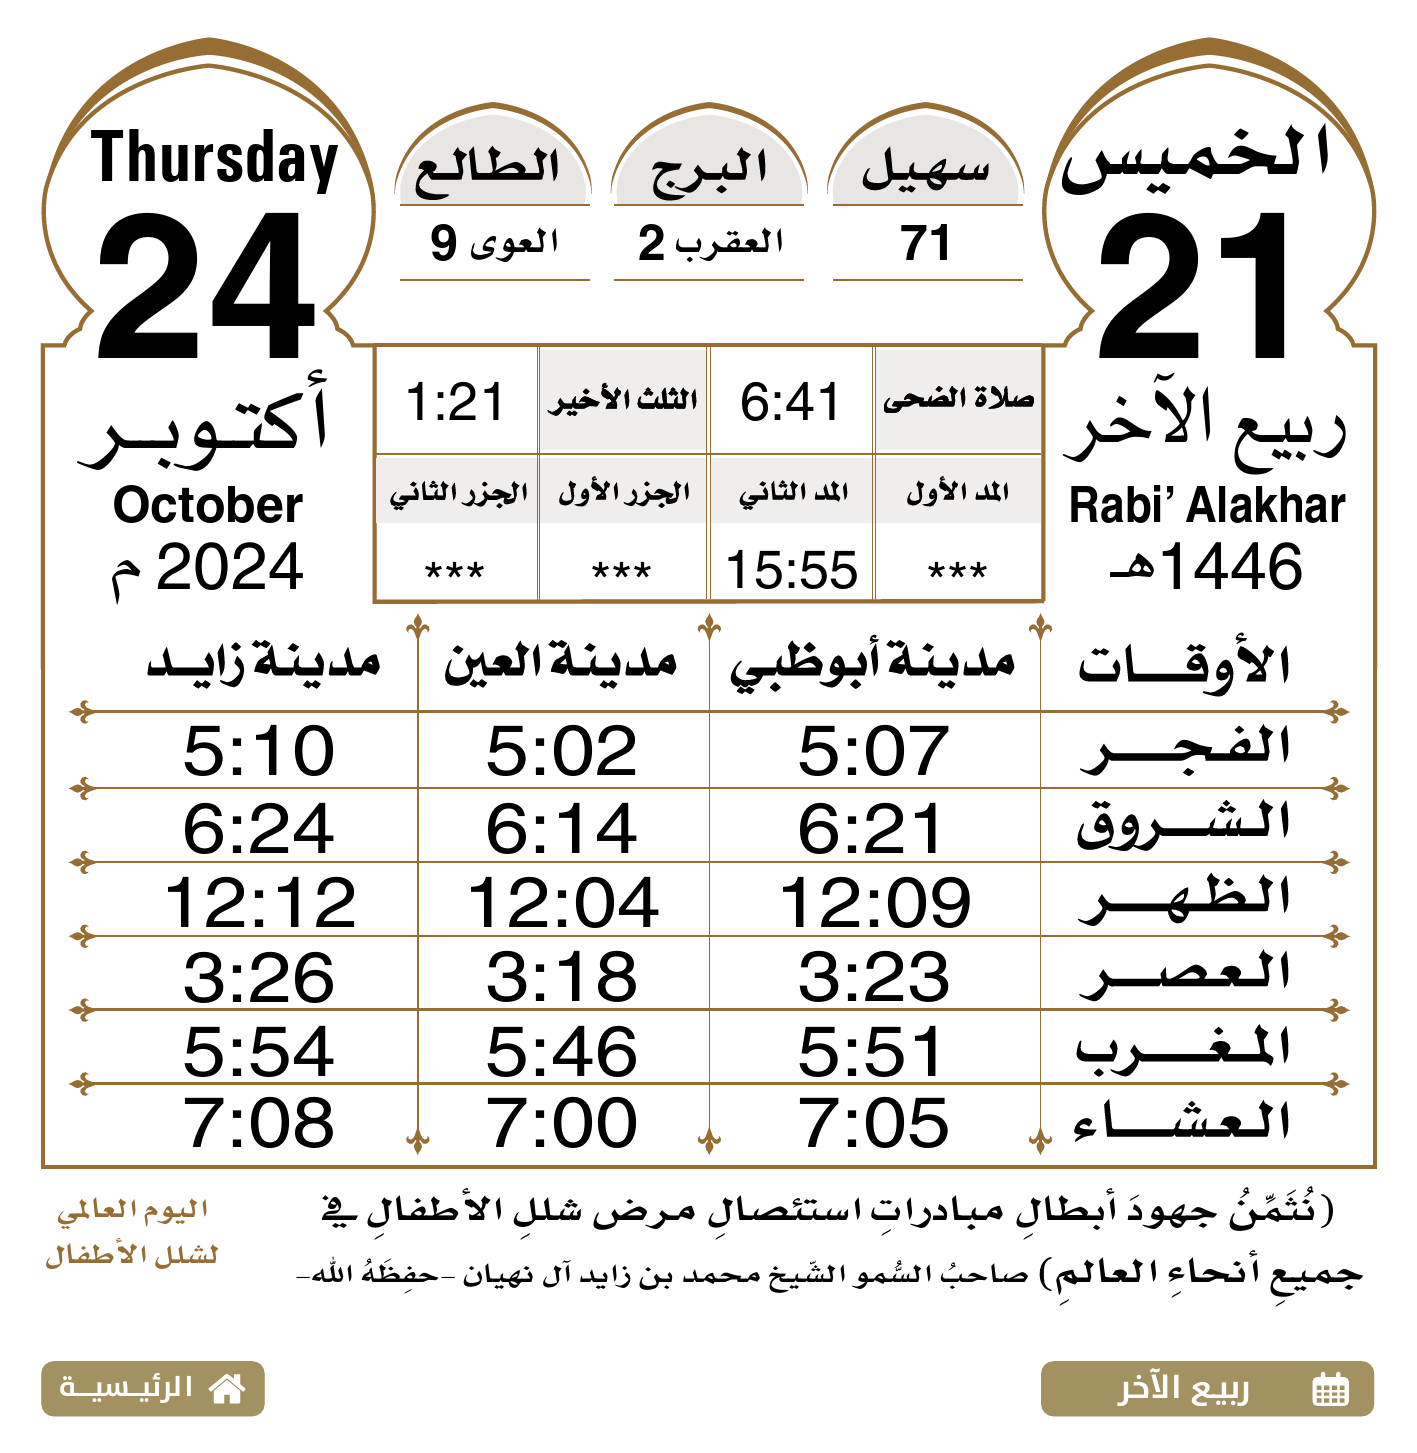 الخميس
21
ربيع الآخر
Rabi’ Alakhar
1446هـ
سهيل
71
البرج
العقرب 2
الطالع
العوى 9
Thursday
24
أكتوبر
October
2024 م
صلاة الضحى 6:41 الثلث الأخير 1:21
المد الأول المد الثاني الجزر الأول الجزر الثاني
*** 15:55 *** ***
الأوقات مدينة أبوظبي مدينة العين مدينة زايد
الفجر 5:07 5:02 5:10
الشروق 6:21 6:14 6:24
الظهر 12:09 12:04 12:12
العصر 3:23 3:18 3:26
المغرب 5:51 5:46 5:54
العشاء 7:05 7:00 7:08
(نُثَمِّنُ جهودَ أبطالِ مبادراتِ استئصالِ مرض شللِ الأطفالِ في
جميعِ أنحاءِ العالمِ) صاحبُ السُّمو الشّيخ محمد بن زايد آل نهيان -حفِظَهُ الله-
اليوم العالمي
لشلل الأطفال
ربيع الآخر
الرئيسية